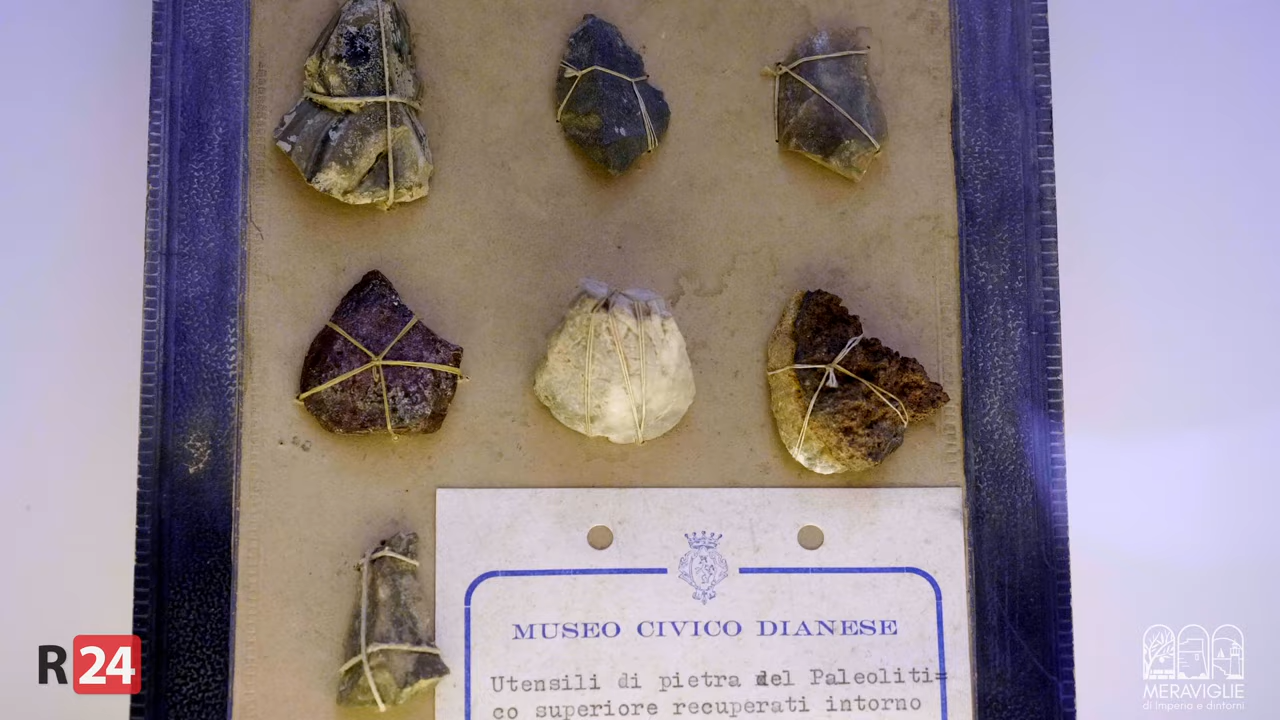 MUSEO CIVICO DIANESE
Utensili di pietra del Paleoliti=
co superiore recuperati intorno
R24
MERAVIGLIE
di Imperia e dintorni